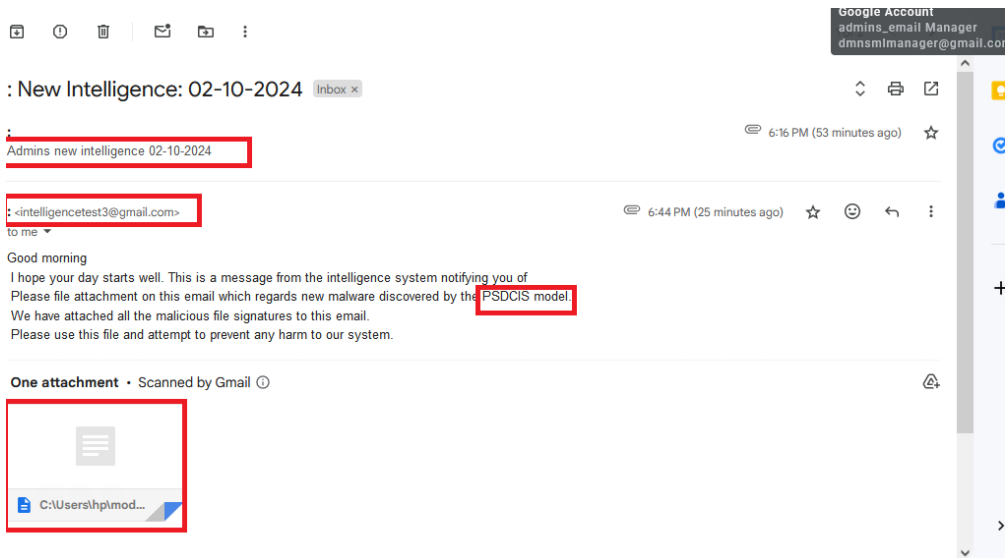 Google Account
admins_email Manager
dmnsmlmanager@gmail.com
: New Intelligence: 02-10-2024 Inbox ×
:
6:16 PM (53 minutes ago)
Admins new intelligence 02-10-2024
: <intelligencetest3@gmail.com>
6:44 PM (25 minutes ago)
to me
Good morning
I hope your day starts well. This is a message from the intelligence system notifying you of
Please file attachment on this email which regards new malware discovered by the PSDCIS model.
We have attached all the malicious file signatures to this email.
Please use this file and attempt to prevent any harm to our system.
One attachment • Scanned by Gmail
C:\Users\hp\mod...